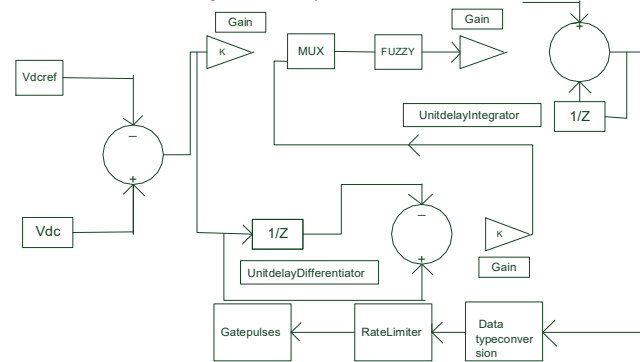 Gain
Gain
K
MUX
FUZZY
+
Vdcref
UnitdelayIntegrator
1/Z
−
+
Vdc
1/Z
−
+
K
Gain
UnitdelayDifferentiator
Gatepulses
RateLimiter
Data
typeconver
sion